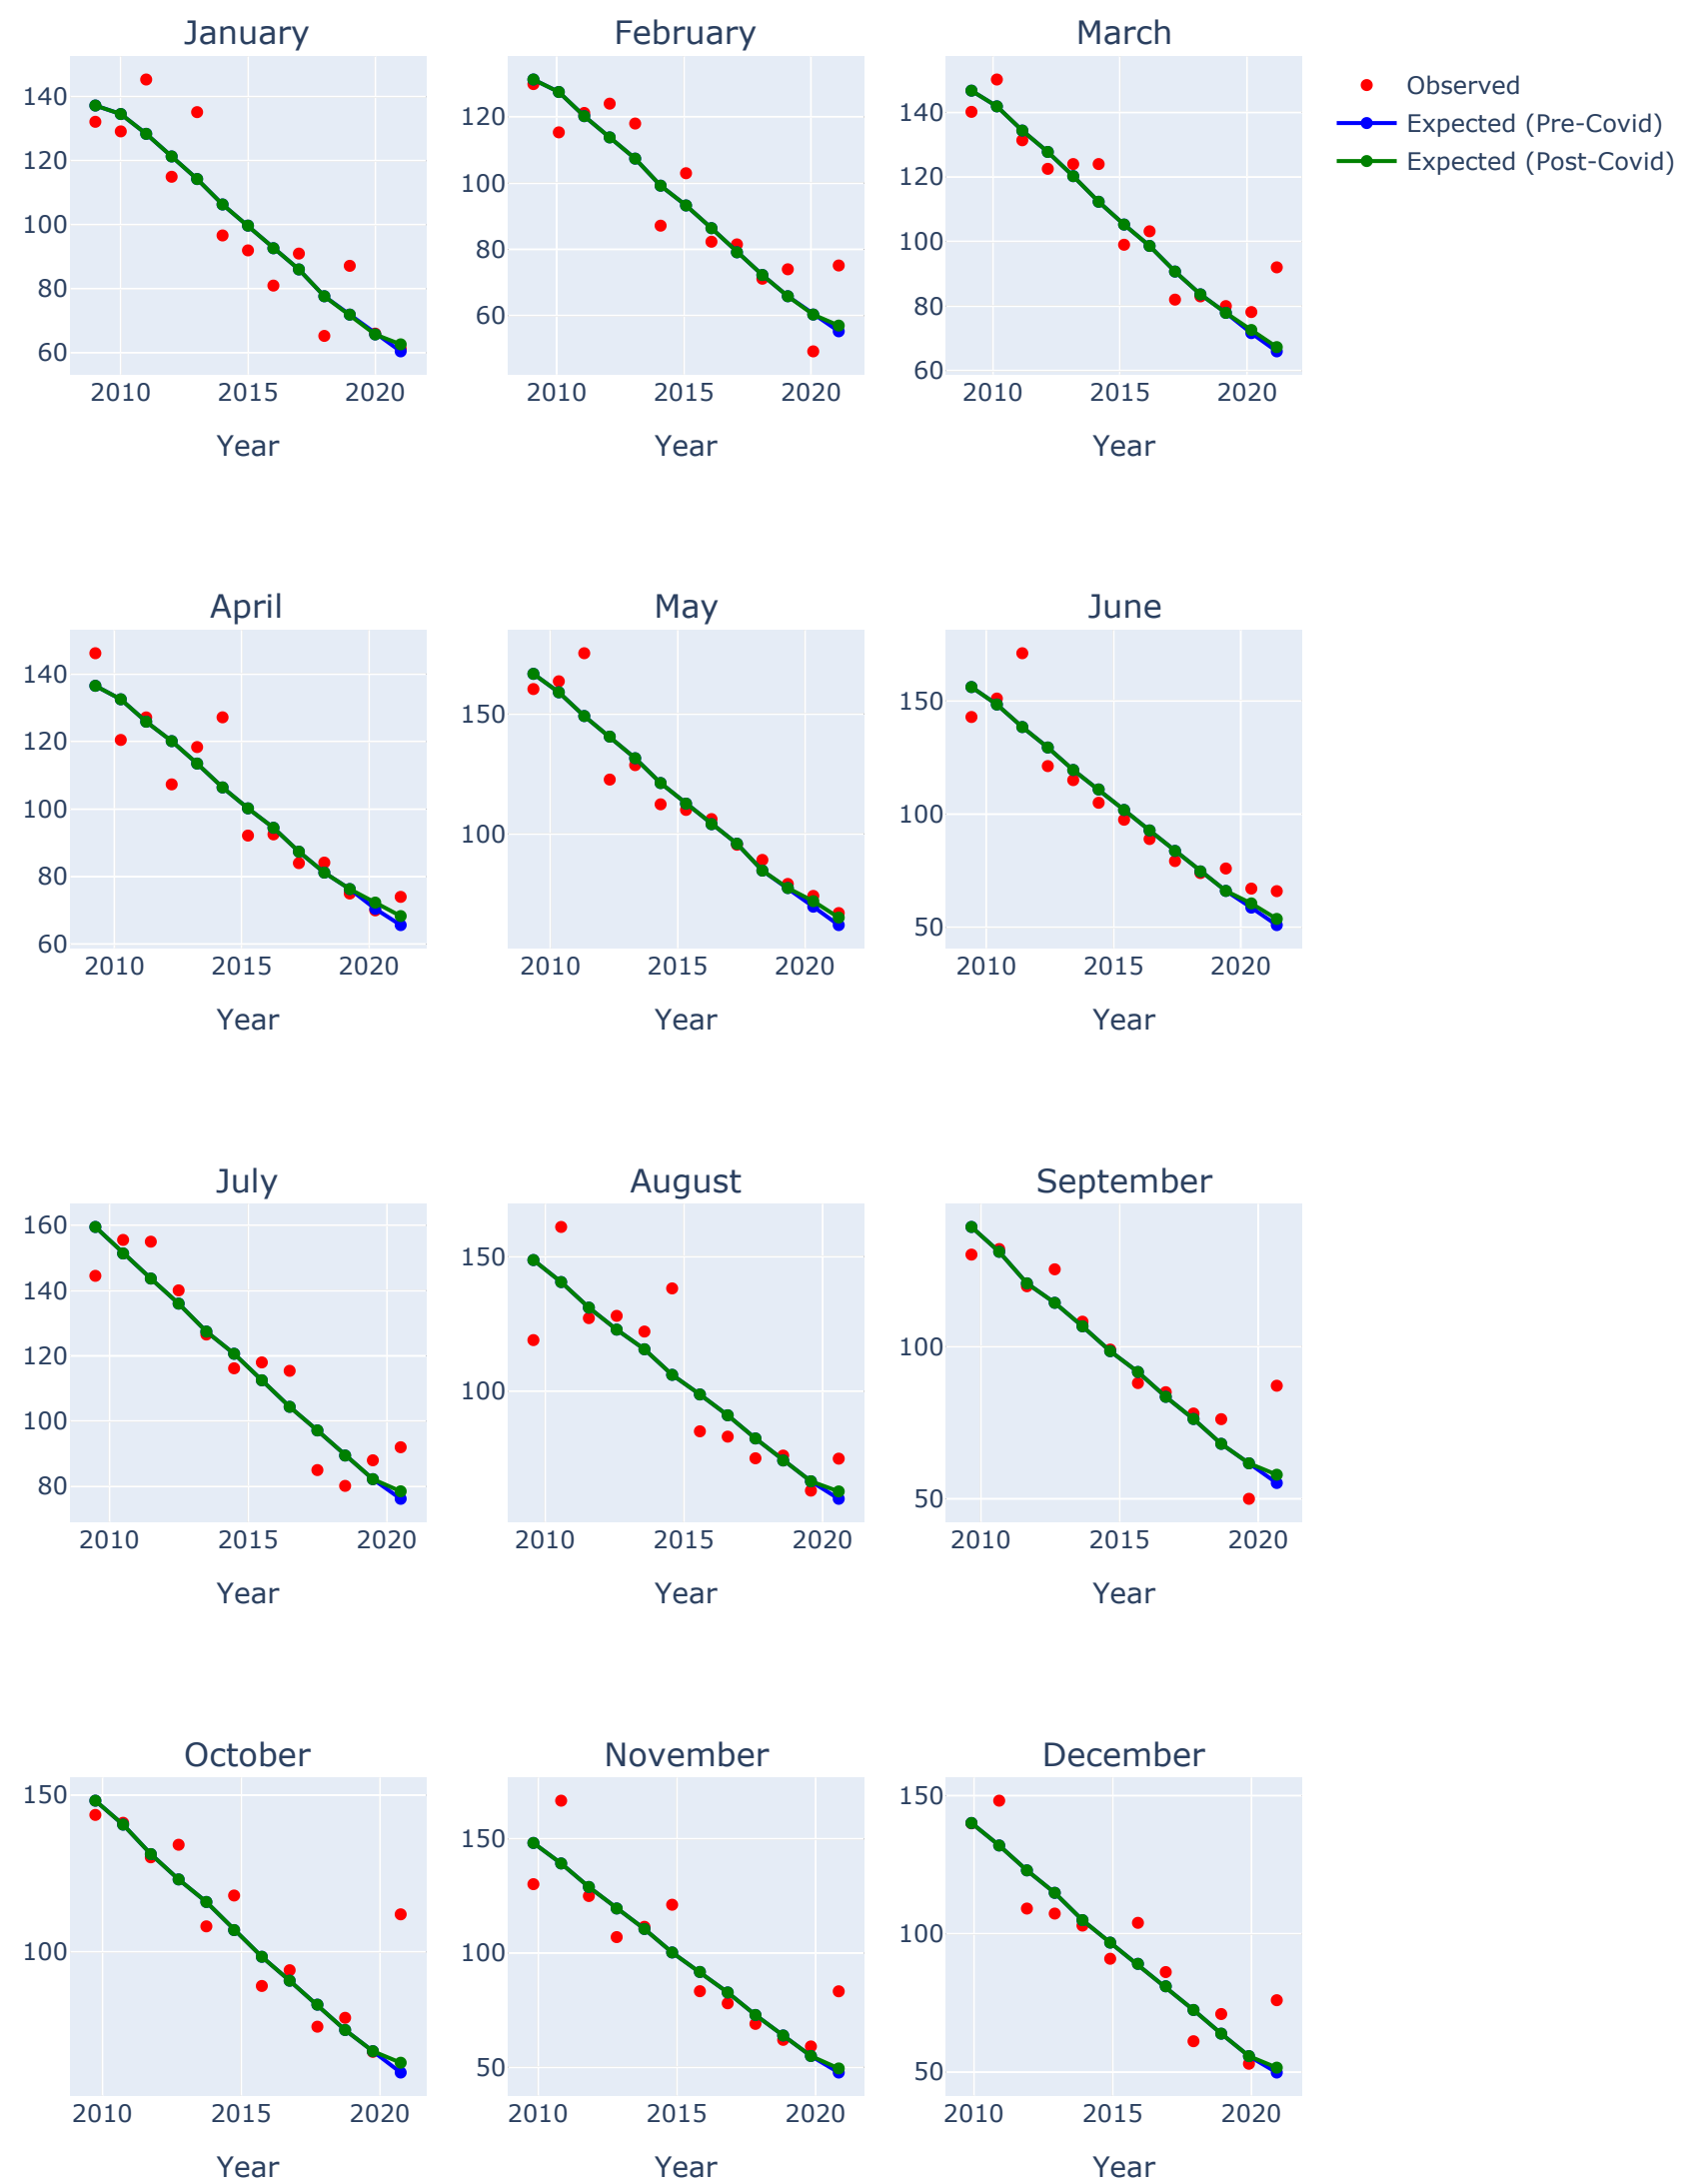 January
February
March
Observed
Expected (Pre-Covid)
Expected (Post-Covid)
140
120
100
80
60
2010
2015
2020
Year
120
100
80
60
2010
2015
2020
Year
140
120
100
80
60
2010
2015
2020
Year
April
May
June
140
120
100
80
60
2010
2015
2020
Year
150
100
2010
2015
2020
Year
150
100
50
2010
2015
2020
Year
July
August
September
160
140
120
100
80
2010
2015
2020
Year
150
100
2010
2015
2020
Year
100
50
2010
2015
2020
Year
October
November
December
150
100
2010
2015
2020
Year
150
100
50
2010
2015
2020
Year
150
100
50
2010
2015
2020
Year